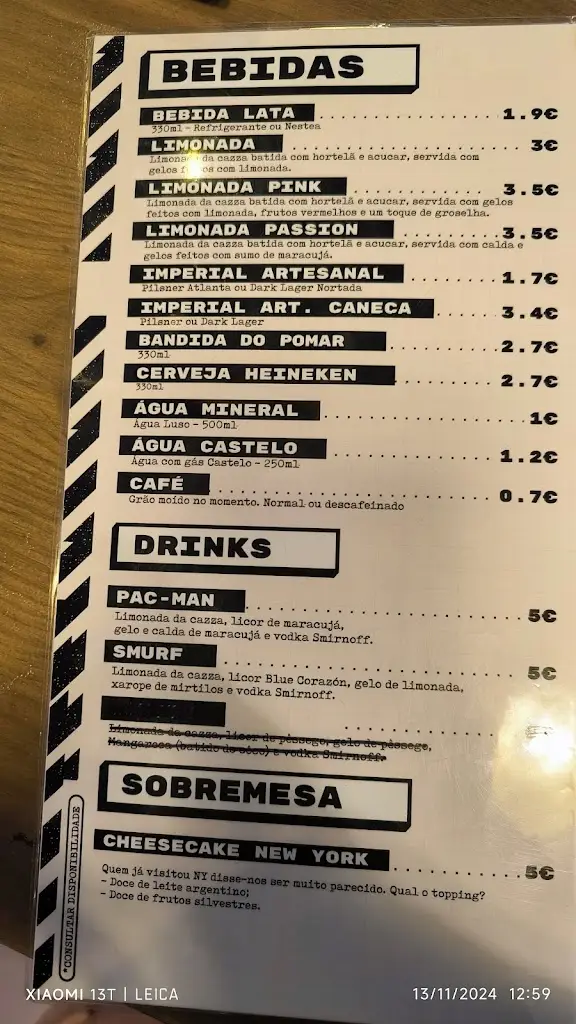 BEBIDAS
BEBIDA LATA 1.9€
330ml - Refrigerante ou Nestea
LIMONADA 3€
Limonada da cazza batida com hortelã e acucar, servida com
gelos feitos com limonada.
LIMONADA PINK 3.5€
Limonada da cazza batida com hortelã e acucar, servida com gelos
feitos com limonada, frutos vermelhos e um toque de groselha.
LIMONADA PASSION 3.5€
Limonada da cazza batida com hortelã e acucar, servida com calda e
gelos feitos com sumo de maracujá.
IMPERIAL ARTESANAL 1.7€
Pilsner Atlanta ou Dark Lager Nortada
IMPERIAL ART. CANECA 3.4€
Pilsner ou Dark Lager
BANDIDA DO POMAR 2.7€
330ml
CERVEJA HEINEKEN 2.7€
330ml
ÁGUA MINERAL 1€
Água Luso - 500ml
ÁGUA CASTELO 1.2€
Água com gás Castelo - 250ml
CAFÉ 0.7€
Grão moído no momento. Normal ou descafeinado
DRINKS
PAC-MAN 5€
Limonada da cazza, licor de maracujá,
gelo e calda de maracujá e vodka Smirnoff.
SMURF 5€
Limonada da cazza, licor Blue Corazón, gelo de limonada,
xarope de mirtilos e vodka Smirnoff.
Limonada da cazza, licor de pêssego, gelo de pêssego,
Mangaroca (batida de côco) e vodka Smirnoff.
SOBREMESA
CHEESECAKE NEW YORK 5€
Quem já visitou NY disse-nos ser muito parecido. Qual o topping?
- Doce de leite argentino;
- Doce de frutos silvestres.
*CONSULTAR DISPONIBILIDADE
XIAOMI 13T | LEICA 13/11/2024 12:59